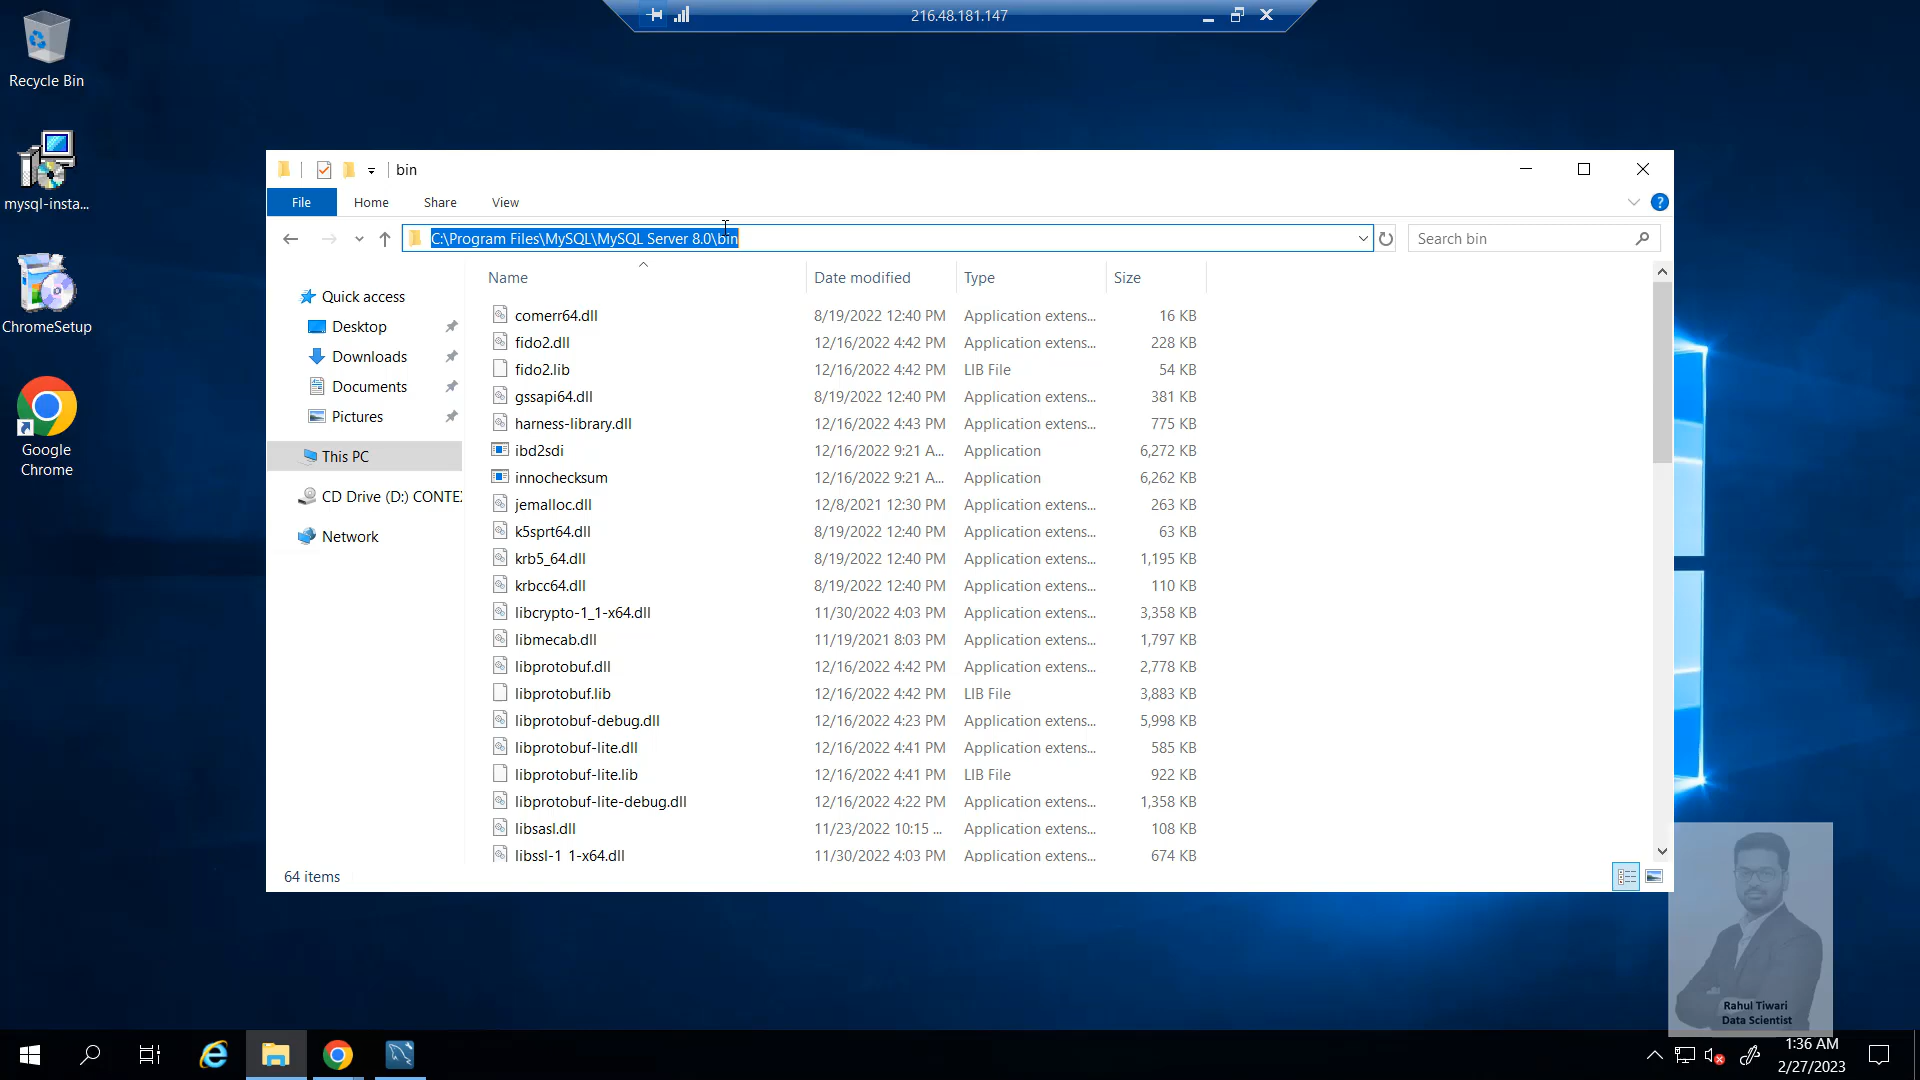 216.48.181.147
Recycle Bin
mysql-insta...
ChromeSetup
Google
Chrome
bin
File
Home
Share
View
C:\Program Files\MySQL\MySQL Server 8.0\bin
Search bin
Quick access
Desktop
Downloads
Documents
Pictures
This PC
CD Drive (D:) CONTE
Network
Name Date modified Type Size
comerr64.dll 8/19/2022 12:40 PM Application extens... 16 KB
fido2.dll 12/16/2022 4:42 PM Application extens... 228 KB
fido2.lib 12/16/2022 4:42 PM LIB File 54 KB
gssapi64.dll 8/19/2022 12:40 PM Application extens... 381 KB
harness-library.dll 12/16/2022 4:43 PM Application extens... 775 KB
ibd2sdi 12/16/2022 9:21 A... Application 6,272 KB
innochecksum 12/16/2022 9:21 A... Application 6,262 KB
jemalloc.dll 12/8/2021 12:30 PM Application extens... 263 KB
k5sprt64.dll 8/19/2022 12:40 PM Application extens... 63 KB
krb5_64.dll 8/19/2022 12:40 PM Application extens... 1,195 KB
krbcc64.dll 8/19/2022 12:40 PM Application extens... 110 KB
libcrypto-1_1-x64.dll 11/30/2022 4:03 PM Application extens... 3,358 KB
libmecab.dll 11/19/2021 8:03 PM Application extens... 1,797 KB
libprotobuf.dll 12/16/2022 4:42 PM Application extens... 2,778 KB
libprotobuf.lib 12/16/2022 4:42 PM LIB File 3,883 KB
libprotobuf-debug.dll 12/16/2022 4:23 PM Application extens... 5,998 KB
libprotobuf-lite.dll 12/16/2022 4:41 PM Application extens... 585 KB
libprotobuf-lite.lib 12/16/2022 4:41 PM LIB File 922 KB
libprotobuf-lite-debug.dll 12/16/2022 4:22 PM Application extens... 1,358 KB
libsasl.dll 11/23/2022 10:15 ... Application extens... 108 KB
libssl-1_1-x64.dll 11/30/2022 4:03 PM Application extens... 674 KB
64 items
Rahul Tiwari
Data Scientist
1:36 AM
2/27/2023